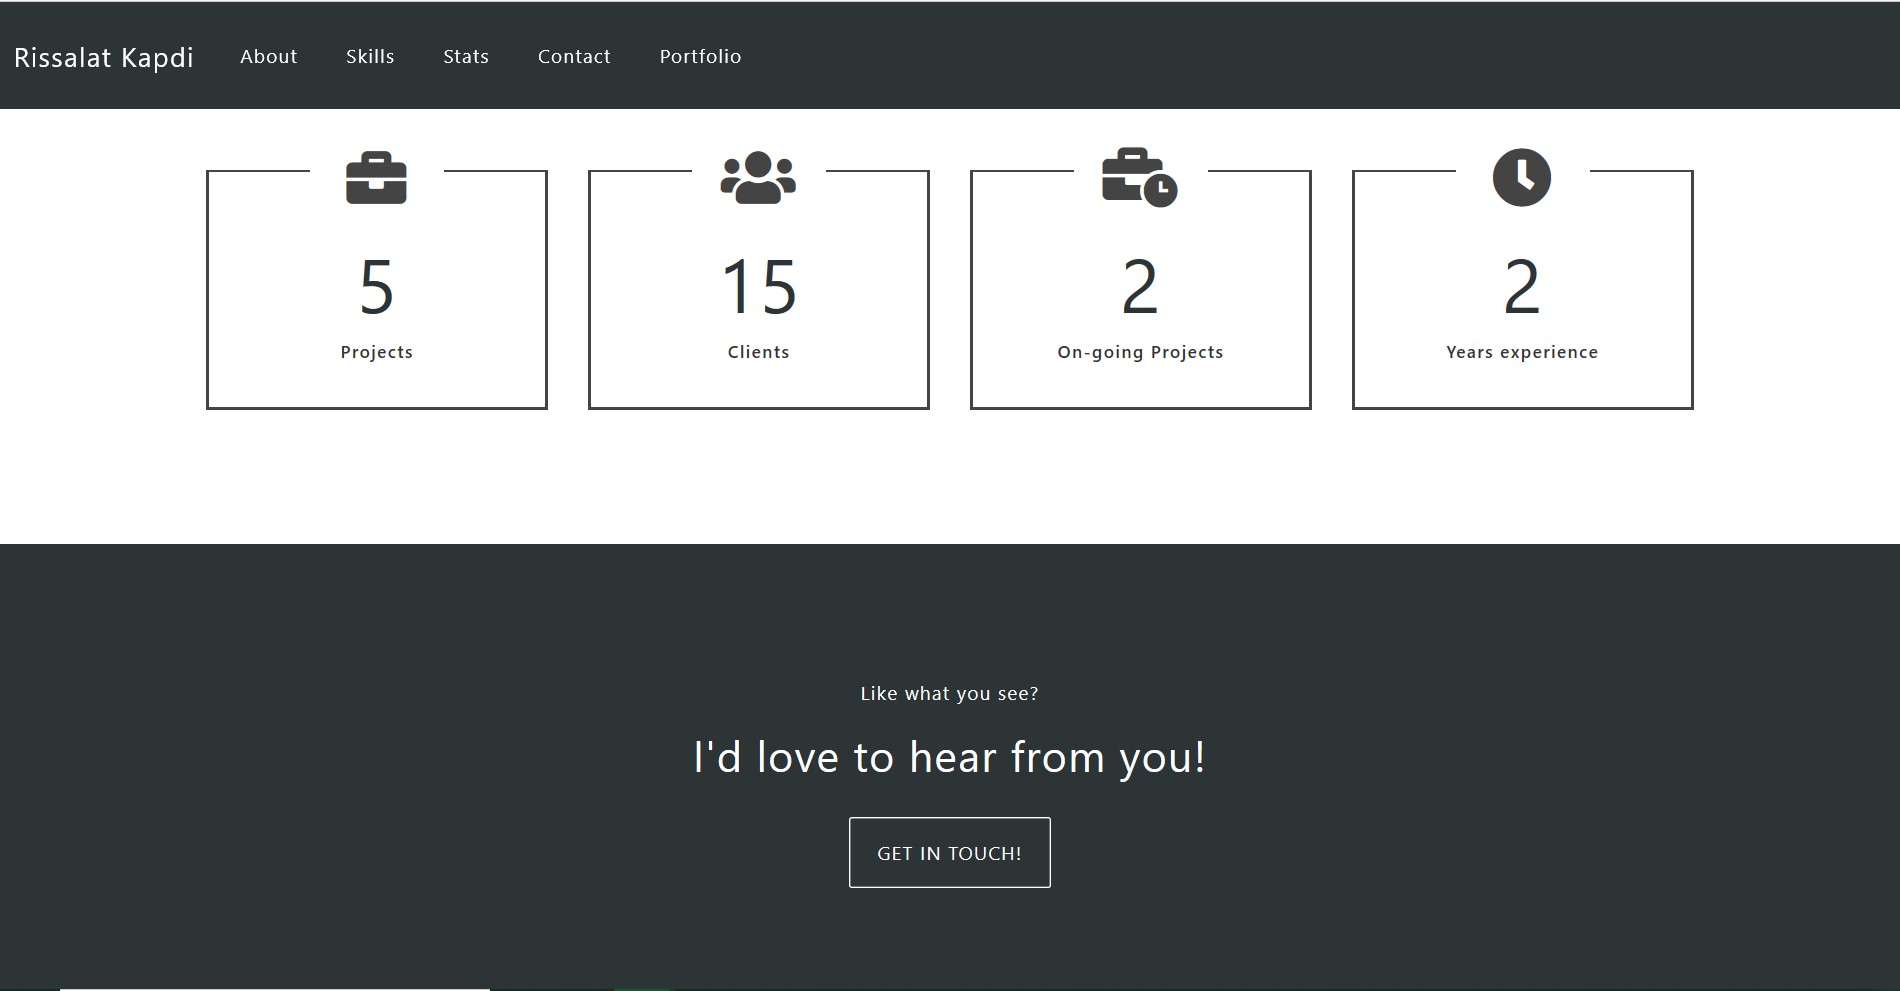 Rissalat Kapdi About Skills Stats Contact Portfolio
5 15 2 2
Projects Clients On-going Projects Years experience
Like what you see?
I'd love to hear from you!
GET IN TOUCH!